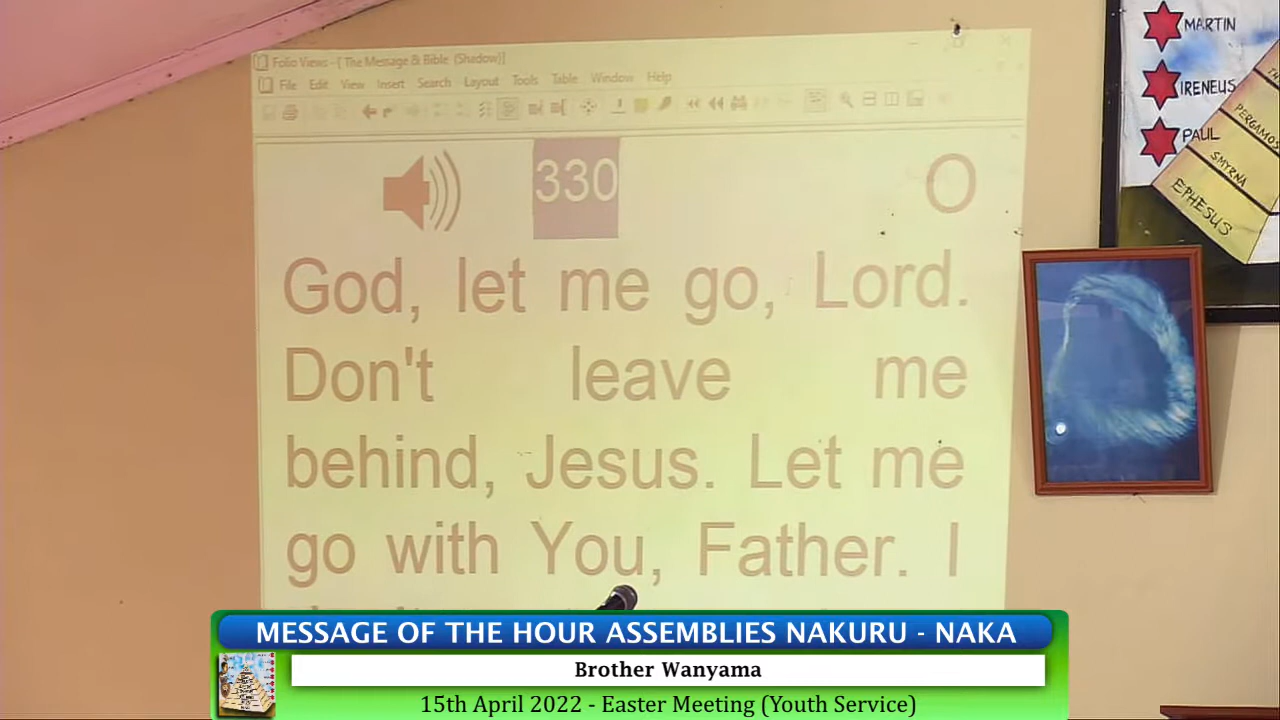 Folio Views - [ The Message & Bible (Shadow)]
File Edit View Insert Search Layout Tools Table Window Help
330 O
God, let me go, Lord.
Don't leave me
behind, Jesus. Let me
go with You, Father. I
MARTIN
IRENEUS
PAUL
PERGAMOS
SMYRNA
EPHESUS
MESSAGE OF THE HOUR ASSEMBLIES NAKURU - NAKA
Brother Wanyama
15th April 2022 - Easter Meeting (Youth Service)